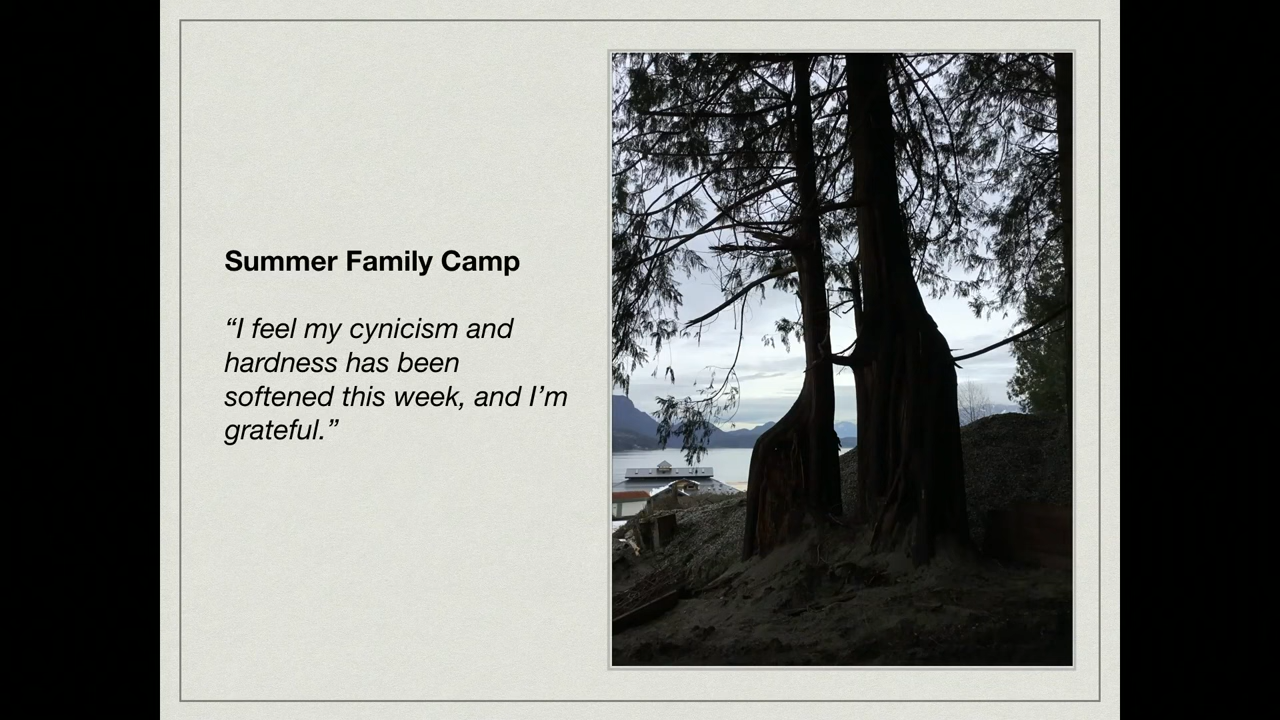 Summer Family Camp
“I feel my cynicism and
hardness has been
softened this week, and I’m
grateful.”